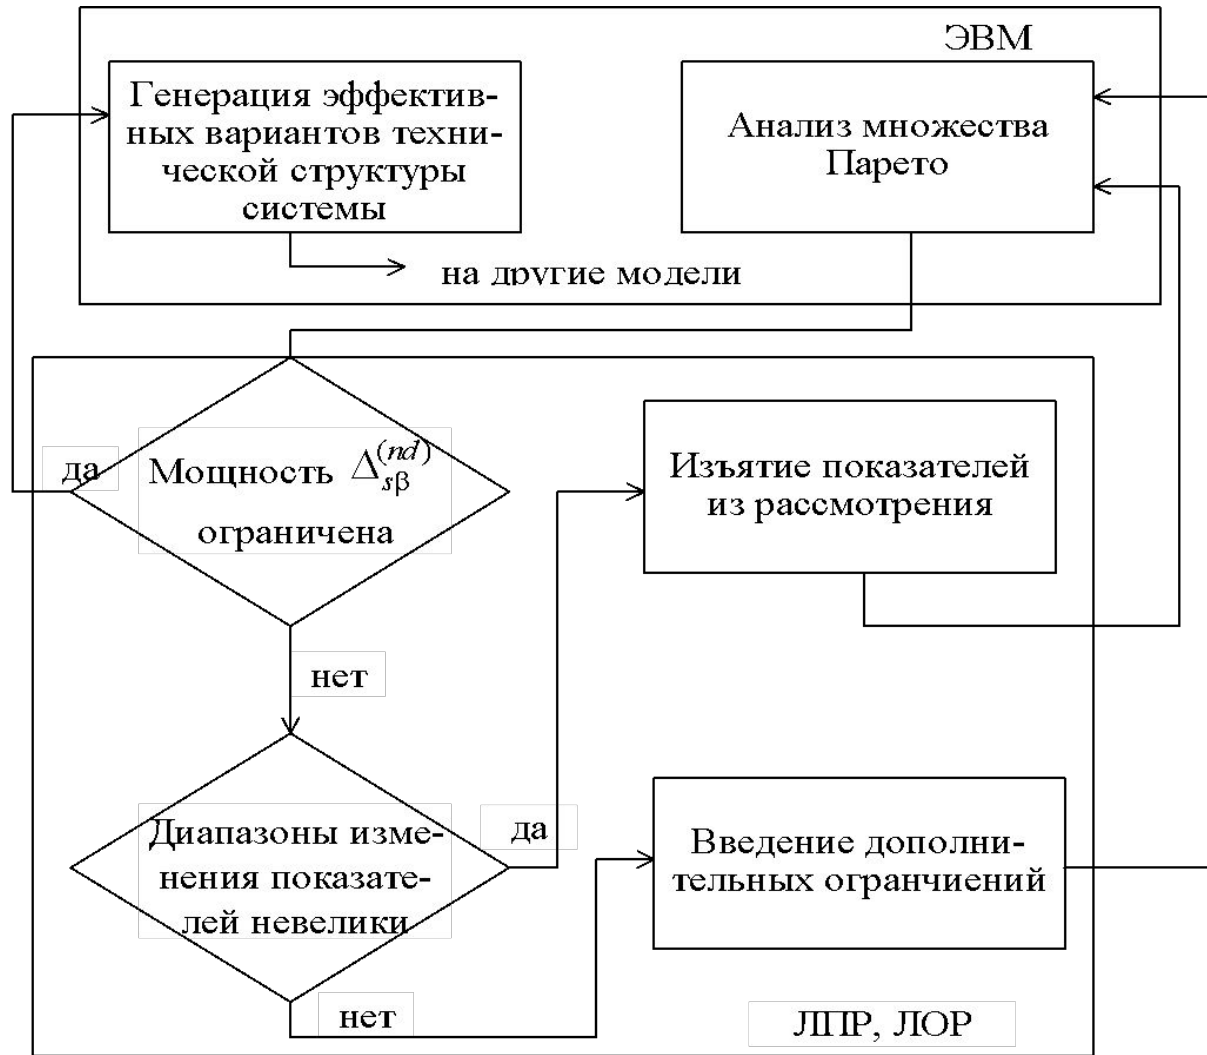 ЭВМ
Генерация эффектив-
ных вариантов техни-
ческой структуры
системы
Анализ множества
Парето
на другие модели
да
Мощность Δ_{sβ}^{(nd)}
ограничена
Изъятие показателей
из рассмотрения
нет
Диапазоны изме-
нения показате-
лей невелики
да
Введение дополни-
тельных огранчиений
нет
ЛПР, ЛОР